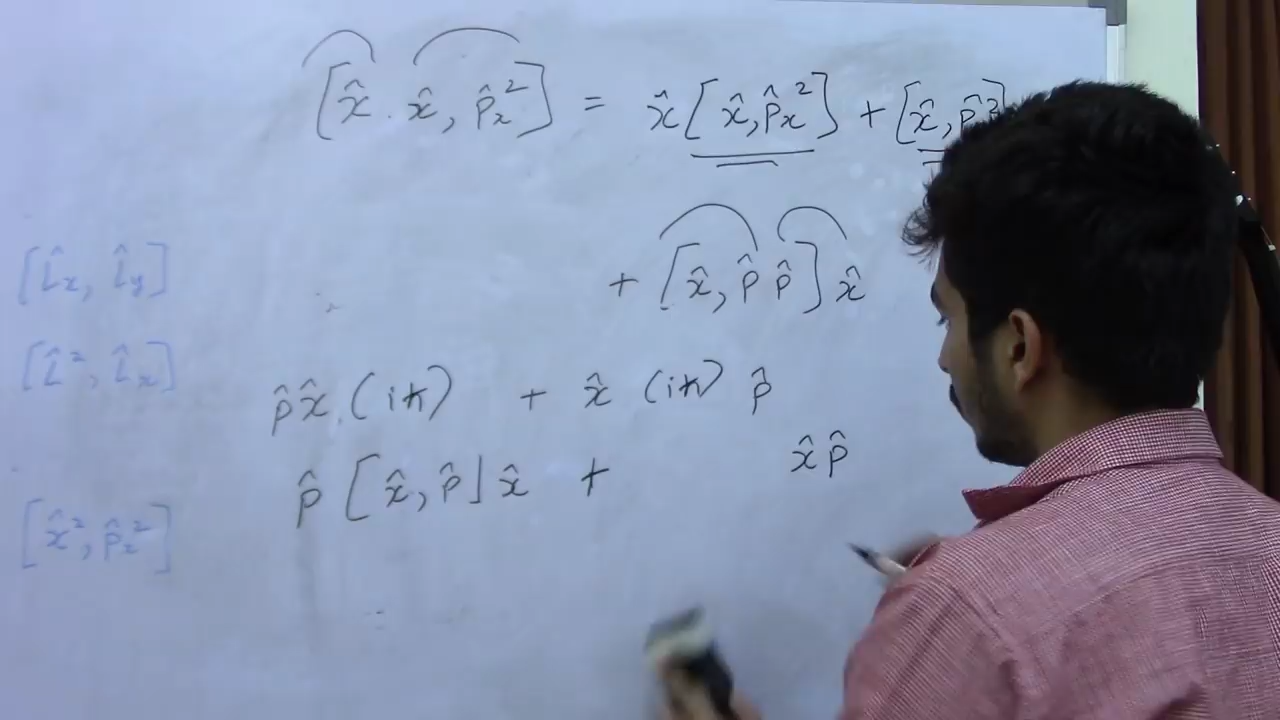 [x̂ . x̂, p̂ₓ²] = x̂[x̂, p̂ₓ²] + [x̂, p̂²]
+ [x̂, p̂ p̂] x̂
[L̂ₓ, L̂ᵧ]
[L̂², L̂ₓ]
p̂x̂.(iħ) + x̂ (iħ) p̂
p̂ [x̂, p̂] x̂ + x̂p̂
[x̂², p̂ₓ²]